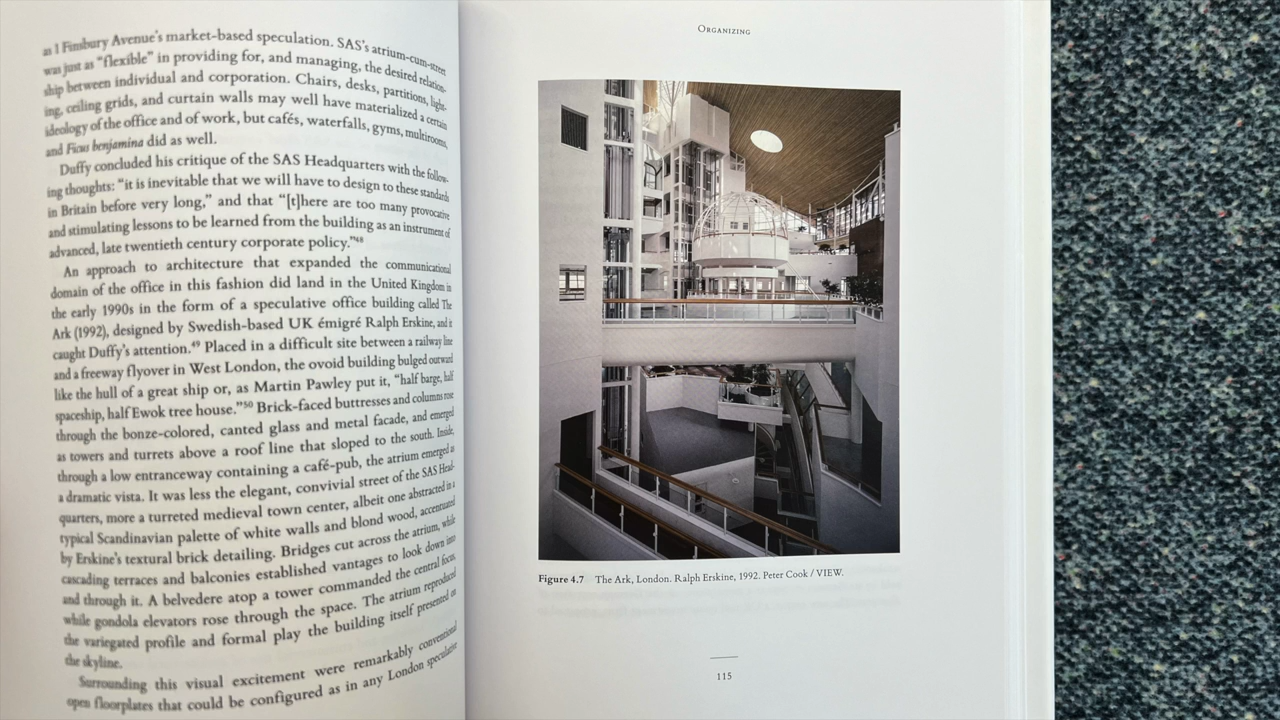 as 1 Finsbury Avenue's market-based speculation. SAS's atrium-cum-street
was just as "flexible" in providing for, and managing, the desired relation-
ship between individual and corporation. Chairs, desks, partitions, light-
ing, ceiling grids, and curtain walls may well have materialized a certain
ideology of the office and of work, but cafés, waterfalls, gyms, multirooms,
and Ficus benjamina did as well.
Duffy concluded his critique of the SAS Headquarters with the follow-
ing thoughts: "it is inevitable that we will have to design to these standards
in Britain before very long," and that "[t]here are too many provocative
and stimulating lessons to be learned from the building as an instrument of
advanced, late twentieth century corporate policy."48
An approach to architecture that expanded the communicational
domain of the office in this fashion did land in the United Kingdom in
the early 1990s in the form of a speculative office building called The
Ark (1992), designed by Swedish-based UK émigré Ralph Erskine, and it
caught Duffy's attention.49 Placed in a difficult site between a railway line
and a freeway flyover in West London, the ovoid building bulged outward
like the hull of a great ship or, as Martin Pawley put it, "half barge, half
spaceship, half Ewok tree house."50 Brick-faced buttresses and columns rose
through the bonze-colored, canted glass and metal facade, and emerged
as towers and turrets above a roof line that sloped to the south. Inside,
through a low entranceway containing a café-pub, the atrium emerged as
a dramatic vista. It was less the elegant, convivial street of the SAS Head-
quarters, more a turreted medieval town center, albeit one abstracted in a
typical Scandinavian palette of white walls and blond wood, accentuated
by Erskine's textural brick detailing. Bridges cut across the atrium, while
cascading terraces and balconies established vantages to look down into
and through it. A belvedere atop a tower commanded the central focus,
while gondola elevators rose through the space. The atrium reproduced
the variegated profile and formal play the building itself presented on
the skyline.
Surrounding this visual excitement were remarkably conventional
open floorplates that could be configured as in any London speculative
ORGANIZING
Figure 4.7 The Ark, London. Ralph Erskine, 1992. Peter Cook / VIEW.
115